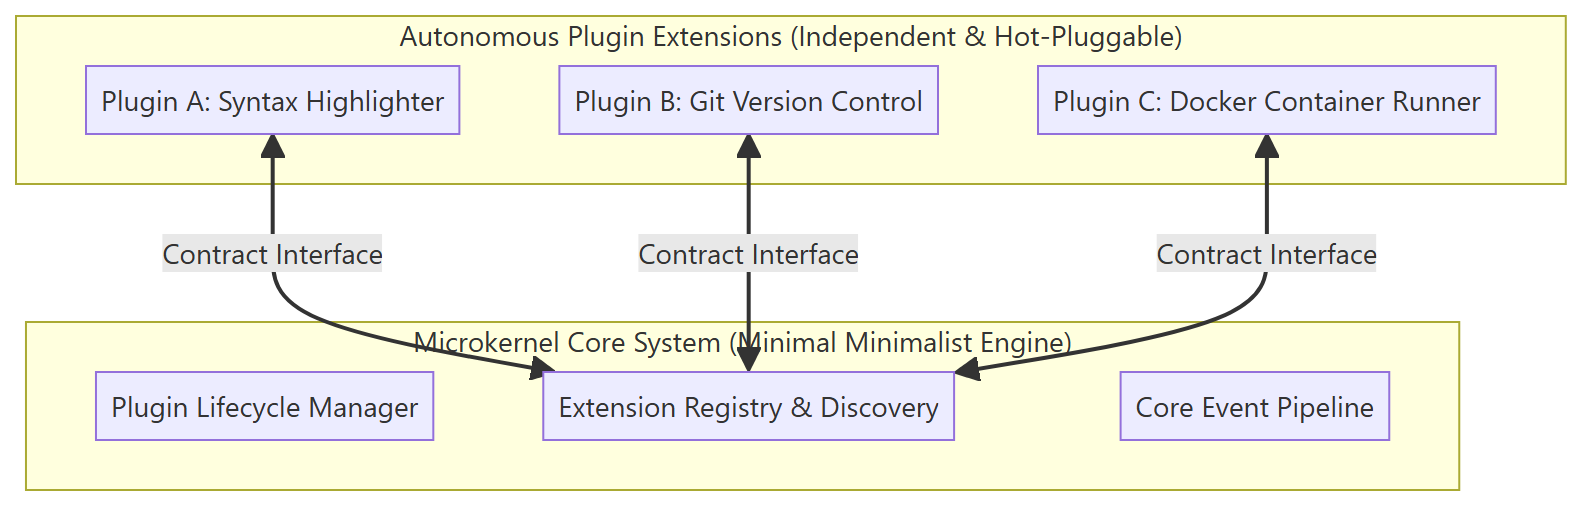 Autonomous Plugin Extensions (Independent & Hot-Pluggable)
Plugin A: Syntax Highlighter
Plugin B: Git Version Control
Plugin C: Docker Container Runner
Contract Interface
Contract Interface
Contract Interface
Microkernel Core System (Minimal Minimalist Engine)
Plugin Lifecycle Manager
Extension Registry & Discovery
Core Event Pipeline